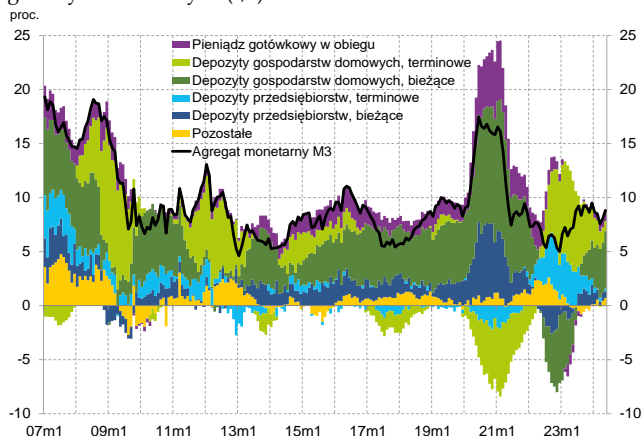 proc.
25 25
Pieniądz gotówkowy w obiegu
Depozyty gospodarstw domowych, terminowe
20 20
Depozyty gospodarstw domowych, bieżące
Depozyty przedsiębiorstw, terminowe
Depozyty przedsiębiorstw, bieżące
Pozostałe
15 15
Agregat monetarny M3
10 10
5 5
0 0
-5 -5
-10 -10
07m1 09m1 11m1 13m1 15m1 17m1 19m1 21m1 23m1